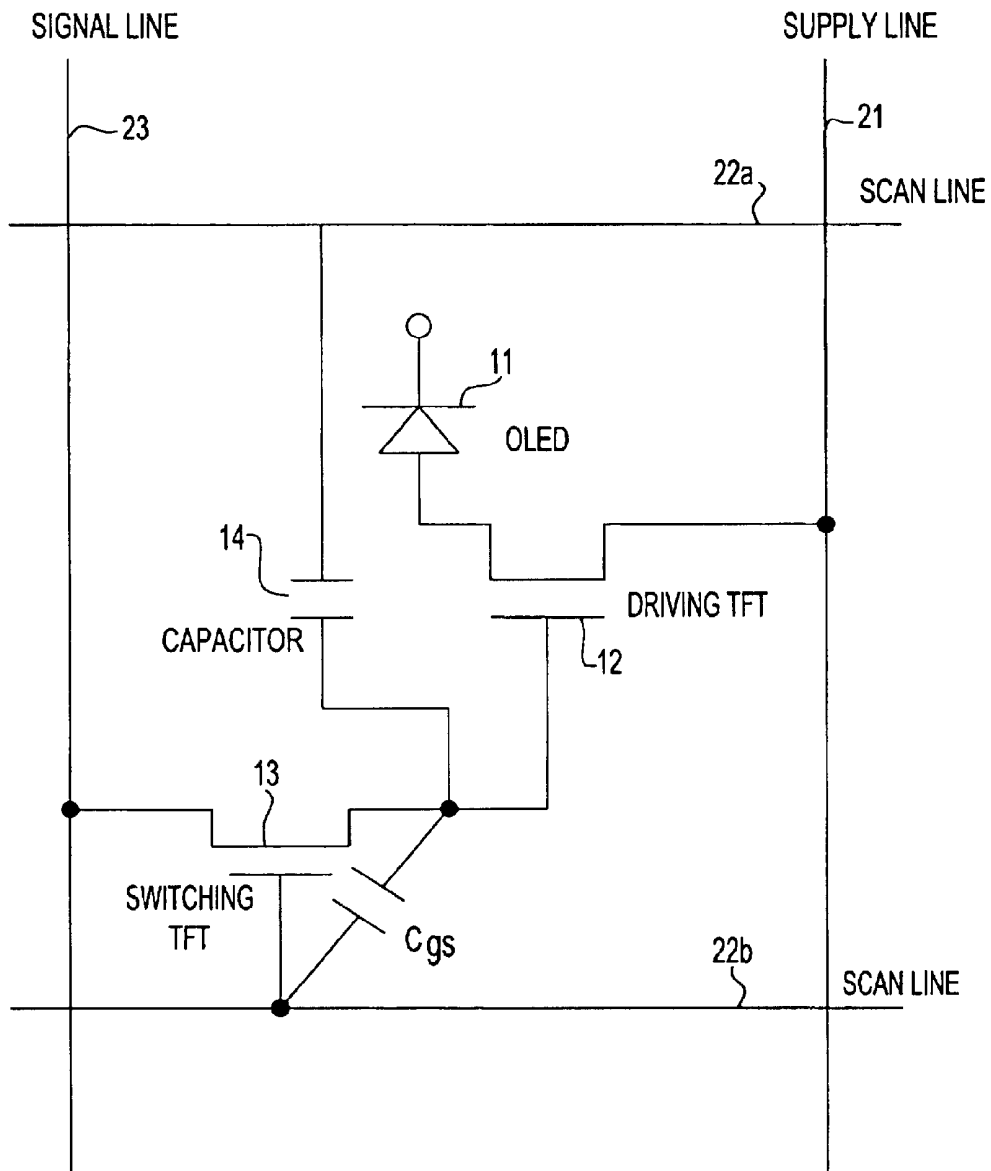 SIGNAL LINE
SUPPLY LINE
23
21
22a
SCAN LINE
11
OLED
14
CAPACITOR
DRIVING TFT
12
13
SWITCHING
TFT
Cgs
22b
SCAN LINE